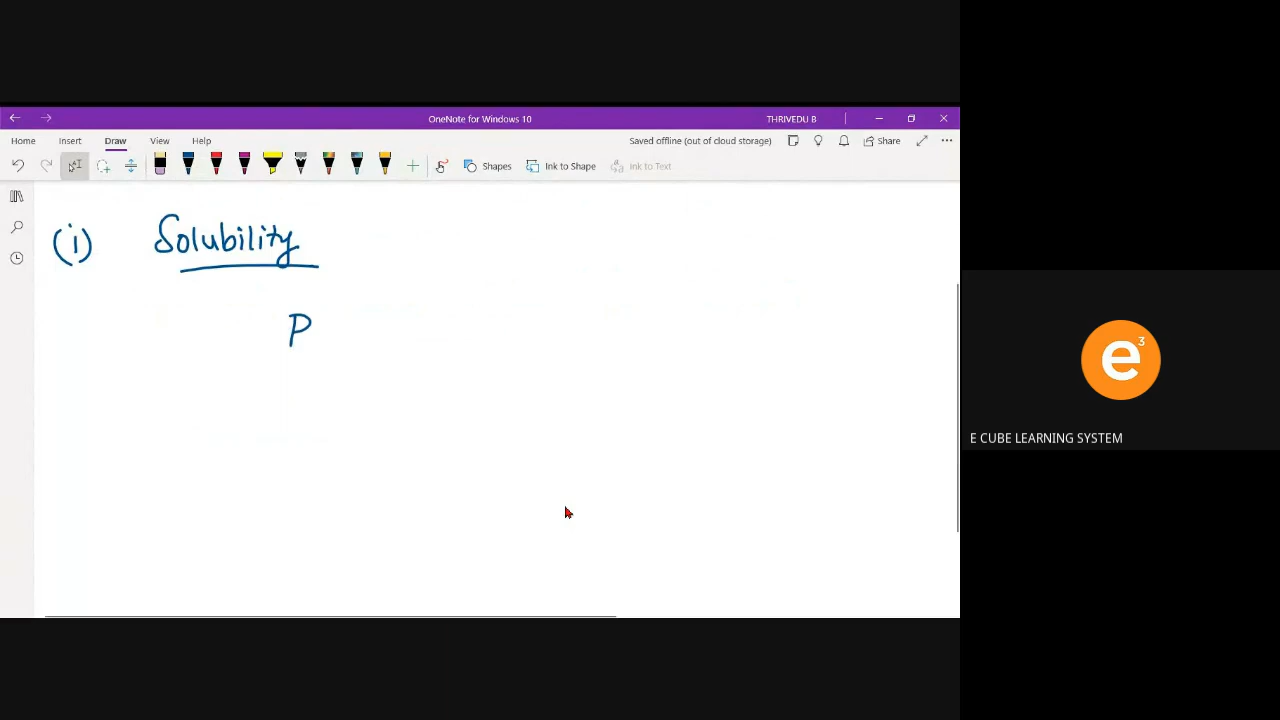 OneNote for Windows 10
THRIVEDU B
Home Insert Draw View Help
Saved offline (out of cloud storage)
Share
Shapes
Ink to Shape
Ink to Text
(i) Solubility
P
e3
E CUBE LEARNING SYSTEM